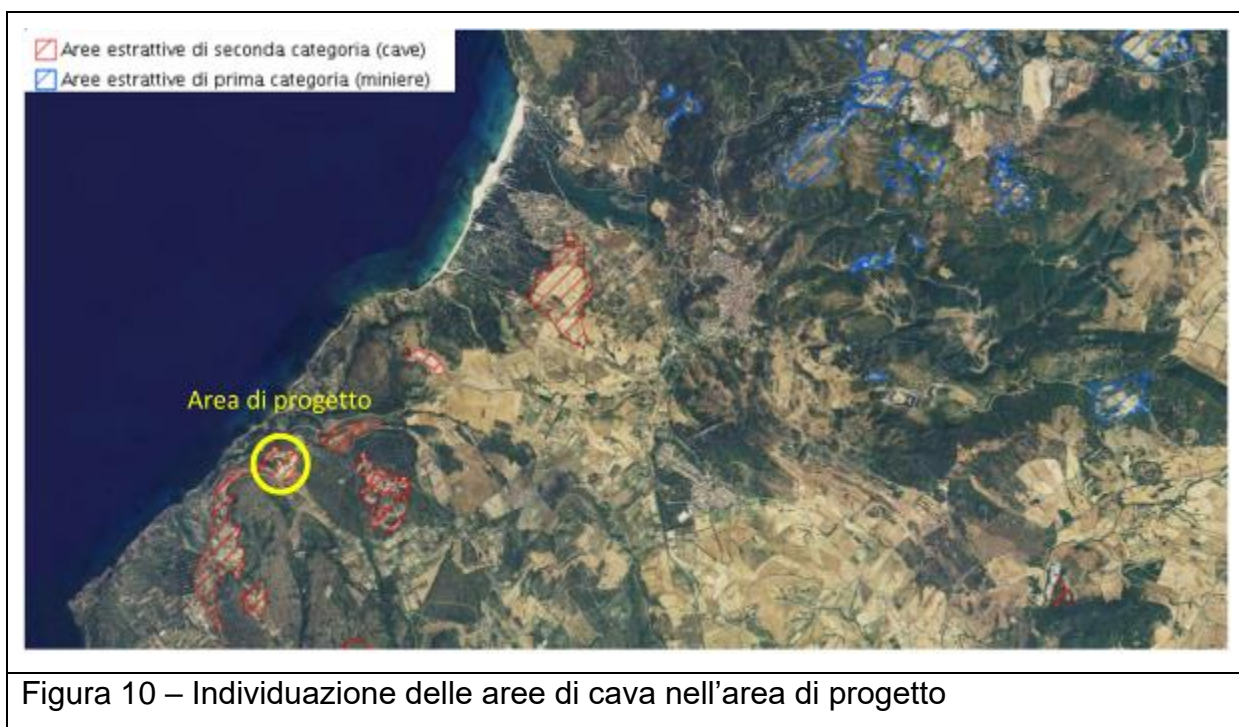 Aree estrattive di seconda categoria (cave)
Aree estrattive di prima categoria (miniere)
Area di progetto
Figura 10 – Individuazione delle aree di cava nell'area di progetto